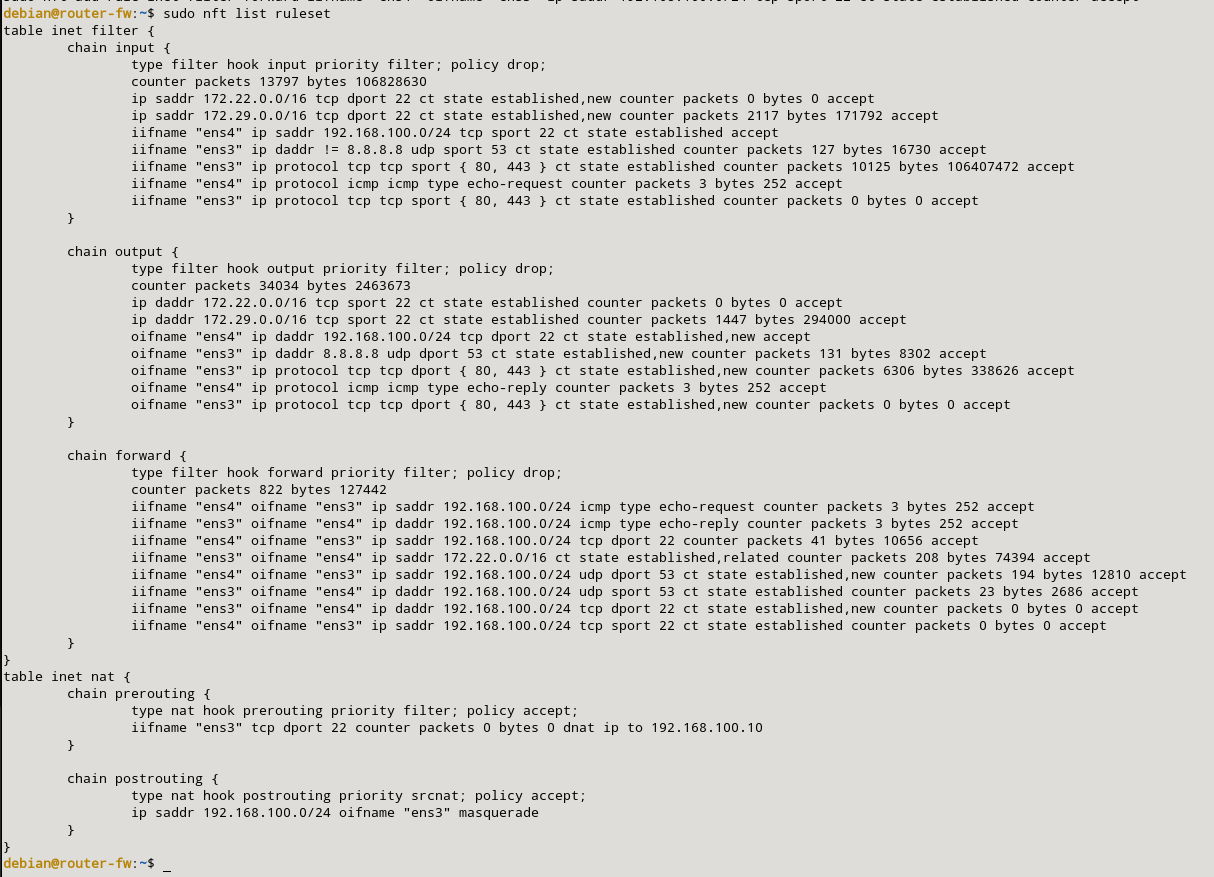 debian@router-fw:~$ sudo nft list ruleset
table inet filter {
        chain input {
                type filter hook input priority filter; policy drop;
                counter packets 13797 bytes 106828630
                ip saddr 172.22.0.0/16 tcp dport 22 ct state established,new counter packets 0 bytes 0 accept
                ip saddr 172.29.0.0/16 tcp dport 22 ct state established,new counter packets 2117 bytes 171792 accept
                iifname "ens4" ip saddr 192.168.100.0/24 tcp sport 22 ct state established accept
                iifname "ens3" ip daddr != 8.8.8.8 udp sport 53 ct state established counter packets 127 bytes 16730 accept
                iifname "ens3" ip protocol tcp tcp sport { 80, 443 } ct state established counter packets 10125 bytes 106407472 accept
                iifname "ens4" ip protocol icmp icmp type echo-request counter packets 3 bytes 252 accept
                iifname "ens3" ip protocol tcp tcp sport { 80, 443 } ct state established counter packets 0 bytes 0 accept
        }

        chain output {
                type filter hook output priority filter; policy drop;
                counter packets 34034 bytes 2463673
                ip daddr 172.22.0.0/16 tcp sport 22 ct state established counter packets 0 bytes 0 accept
                ip daddr 172.29.0.0/16 tcp sport 22 ct state established counter packets 1447 bytes 294000 accept
                oifname "ens4" ip daddr 192.168.100.0/24 tcp dport 22 ct state established,new accept
                oifname "ens3" ip daddr 8.8.8.8 udp dport 53 ct state established,new counter packets 131 bytes 8302 accept
                oifname "ens3" ip protocol tcp tcp dport { 80, 443 } ct state established,new counter packets 6306 bytes 338626 accept
                oifname "ens4" ip protocol icmp icmp type echo-reply counter packets 3 bytes 252 accept
                oifname "ens3" ip protocol tcp tcp dport { 80, 443 } ct state established,new counter packets 0 bytes 0 accept
        }

        chain forward {
                type filter hook forward priority filter; policy drop;
                counter packets 822 bytes 127442
                iifname "ens4" oifname "ens3" ip saddr 192.168.100.0/24 icmp type echo-request counter packets 3 bytes 252 accept
                iifname "ens3" oifname "ens4" ip daddr 192.168.100.0/24 icmp type echo-reply counter packets 3 bytes 252 accept
                iifname "ens4" oifname "ens3" ip saddr 192.168.100.0/24 tcp dport 22 counter packets 41 bytes 10656 accept
                iifname "ens3" oifname "ens4" ip saddr 172.22.0.0/16 ct state established,related counter packets 208 bytes 74394 accept
                iifname "ens4" oifname "ens3" ip saddr 192.168.100.0/24 udp dport 53 ct state established,new counter packets 194 bytes 12810 accept
                iifname "ens3" oifname "ens4" ip daddr 192.168.100.0/24 udp sport 53 ct state established counter packets 23 bytes 2686 accept
                iifname "ens3" oifname "ens4" ip daddr 192.168.100.0/24 tcp dport 22 ct state established,new counter packets 0 bytes 0 accept
                iifname "ens4" oifname "ens3" ip saddr 192.168.100.0/24 tcp sport 22 ct state established counter packets 0 bytes 0 accept
        }
}
table inet nat {
        chain prerouting {
                type nat hook prerouting priority filter; policy accept;
                iifname "ens3" tcp dport 22 counter packets 0 bytes 0 dnat ip to 192.168.100.10
        }

        chain postrouting {
                type nat hook postrouting priority srcnat; policy accept;
                ip saddr 192.168.100.0/24 oifname "ens3" masquerade
        }
}
debian@router-fw:~$ _